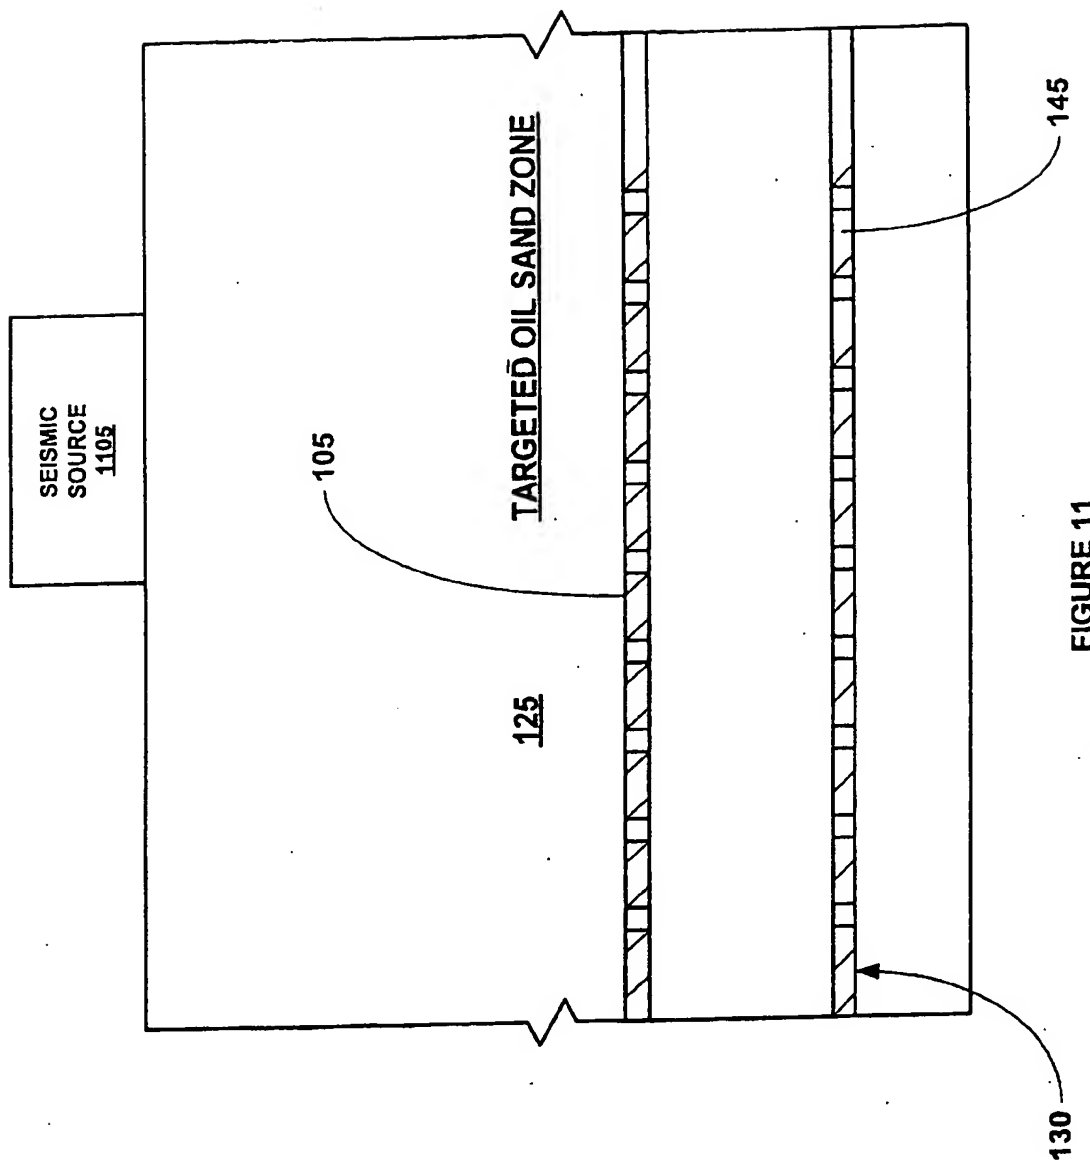 SEISMIC
SOURCE
1105
105
125
TARGETED OIL SAND ZONE
145
130
FIGURE 11